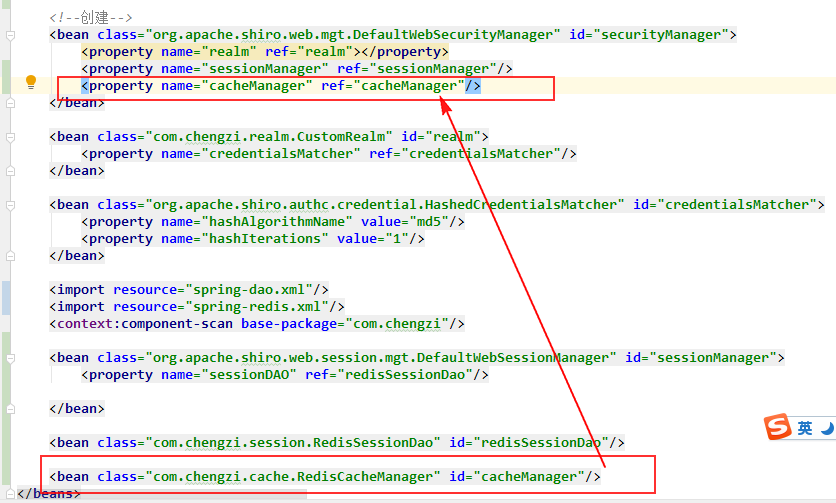 <!--创建-->
<bean class="org.apache.shiro.web.mgt.DefaultWebSecurityManager" id="securityManager">
<property name="realm" ref="realm"></property>
<property name="sessionManager" ref="sessionManager"/>
<property name="cacheManager" ref="cacheManager"/>
</bean>
<bean class="com.chengzi.realm.CustomRealm" id="realm">
<property name="credentialsMatcher" ref="credentialsMatcher"/>
</bean>
<bean class="org.apache.shiro.authc.credential.HashedCredentialsMatcher" id="credentialsMatcher">
<property name="hashAlgorithmName" value="md5"/>
<property name="hashIterations" value="1"/>
</bean>
<import resource="spring-dao.xml"/>
<import resource="spring-redis.xml"/>
<context:component-scan base-package="com.chengzi"/>
<bean class="org.apache.shiro.web.session.mgt.DefaultWebSessionManager" id="sessionManager">
<property name="sessionDAO" ref="redisSessionDao"/>
</bean>
S 英
<bean class="com.chengzi.session.RedisSessionDao" id="redisSessionDao"/>
<bean class="com.chengzi.cache.RedisCacheManager" id="cacheManager"/>
</beans>